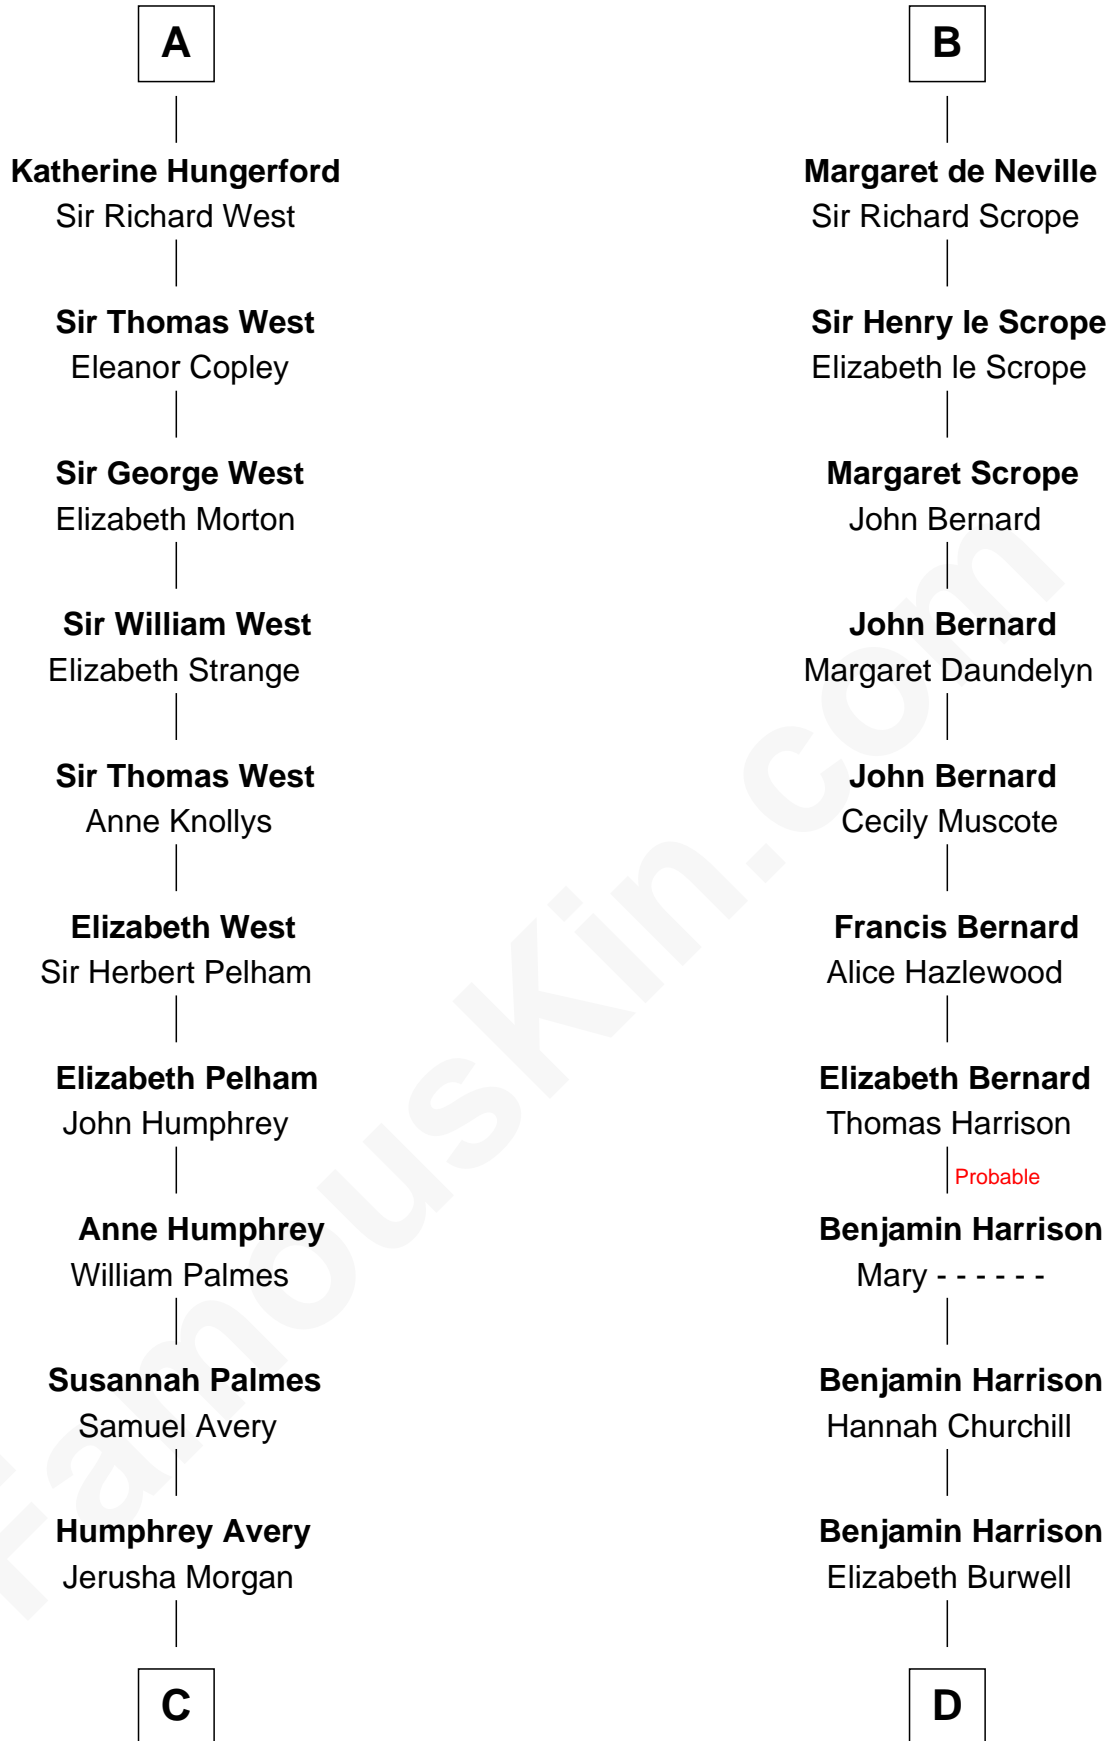 A
Katherine Hungerford
Sir Richard West
Sir Thomas West
Eleanor Copley
Sir George West
Elizabeth Morton
Sir William West
Elizabeth Strange
Sir Thomas West
Anne Knollys
Elizabeth West
Sir Herbert Pelham
Elizabeth Pelham
John Humphrey
Anne Humphrey
William Palmes
Susannah Palmes
Samuel Avery
Humphrey Avery
Jerusha Morgan
C
B
Margaret de Neville
Sir Richard Scrope
Sir Henry le Scrope
Elizabeth le Scrope
Margaret Scrope
John Bernard
John Bernard
Margaret Daundelyn
John Bernard
Cecily Muscote
Francis Bernard
Alice Hazlewood
Elizabeth Bernard
Thomas Harrison
Probable
Benjamin Harrison
Mary - - - - - -
Benjamin Harrison
Hannah Churchill
Benjamin Harrison
Elizabeth Burwell
D
FamousKin.com